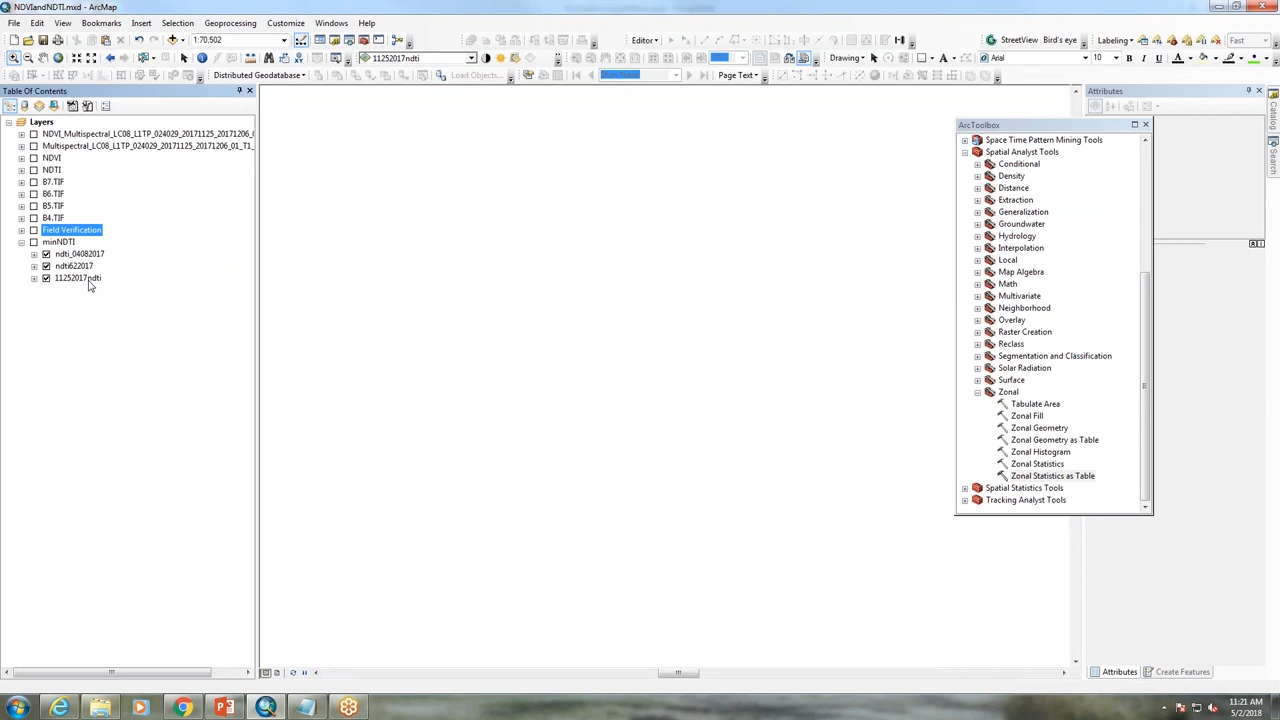 NDVIandNDTI.mxd - ArcMap
File Edit View Bookmarks Insert Selection Geoprocessing Customize Windows Help
1:70,502
Editor
StreetView Bird's eye
Labeling
Fast
11252017ndti
Drawing
Arial
10
B I U A
Distributed Geodatabase
Load Objects...
Page Text
Table Of Contents
Attributes
Layers
NDVI_Multispectral_LC08_L1TP_024029_20171125_20171206_
Multispectral_LC08_L1TP_024029_20171125_20171206_01_T1_
NDVI
NDTI
B7.TIF
B6.TIF
B5.TIF
B4.TIF
Field Verification
minNDTI
ndti_04082017
ndti622017
11252017ndti
ArcToolbox
Space Time Pattern Mining Tools
Spatial Analyst Tools
Conditional
Density
Distance
Extraction
Generalization
Groundwater
Hydrology
Interpolation
Local
Map Algebra
Math
Multivariate
Neighborhood
Overlay
Raster Creation
Reclass
Segmentation and Classification
Solar Radiation
Surface
Zonal
Tabulate Area
Zonal Fill
Zonal Geometry
Zonal Geometry as Table
Zonal Histogram
Zonal Statistics
Zonal Statistics as Table
Spatial Statistics Tools
Tracking Analyst Tools
Catalog
Search
Attributes Create Features
11:21 AM
5/2/2018